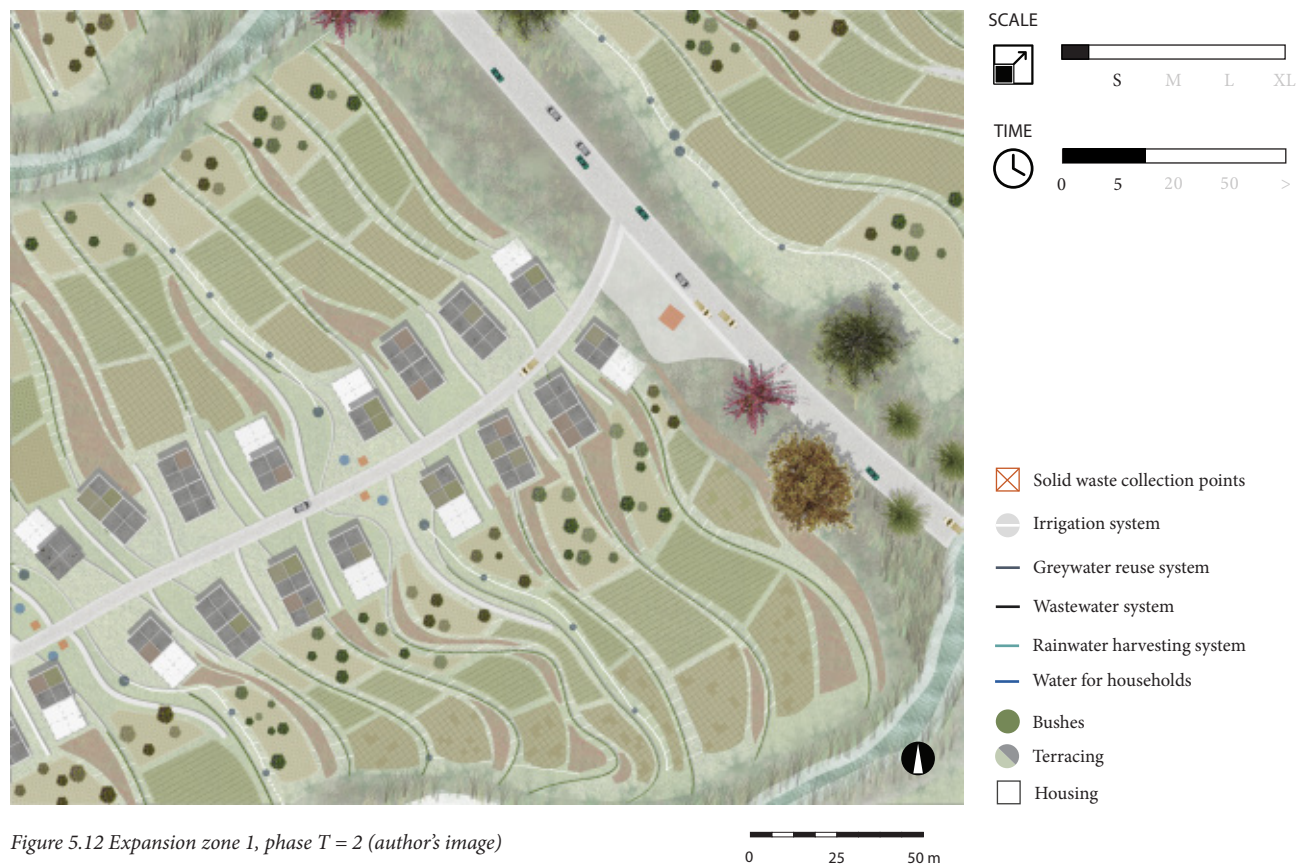 SCALE
S M L XL
TIME
0 5 20 50 >
Solid waste collection points
Irrigation system
Greywater reuse system
Wastewater system
Rainwater harvesting system
Water for households
Bushes
Terracing
Housing
Figure 5.12 Expansion zone 1, phase T = 2 (author's image)
0 25 50 m